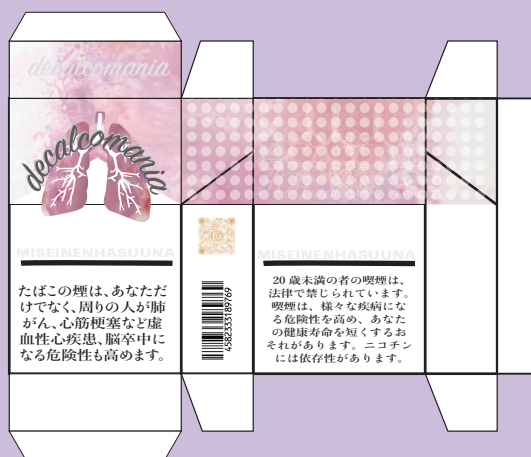 decalcomania
decalcomania
MISEINENHASUUNA
たばこの煙は、あなただ
けでなく、周りの人が肺
がん、心筋梗塞など虚
血性心疾患、脳卒中に
なる危険性も高めます。
4582333189769
MISEINENHASUUNA
20 歳未満の者の喫煙は、
法律で禁じられています。
喫煙は、様々な疾病にな
る危険性を高め、あなた
の健康寿命を短くするお
それがあります。ニコチン
には依存性があります。